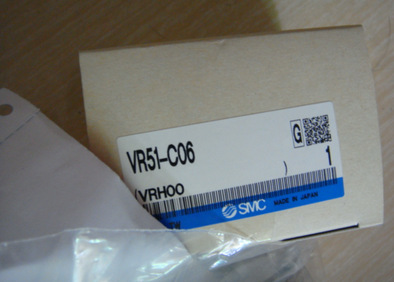 G
VR51-C06
(VRHOO ) 1
SMC MADE IN JAPAN